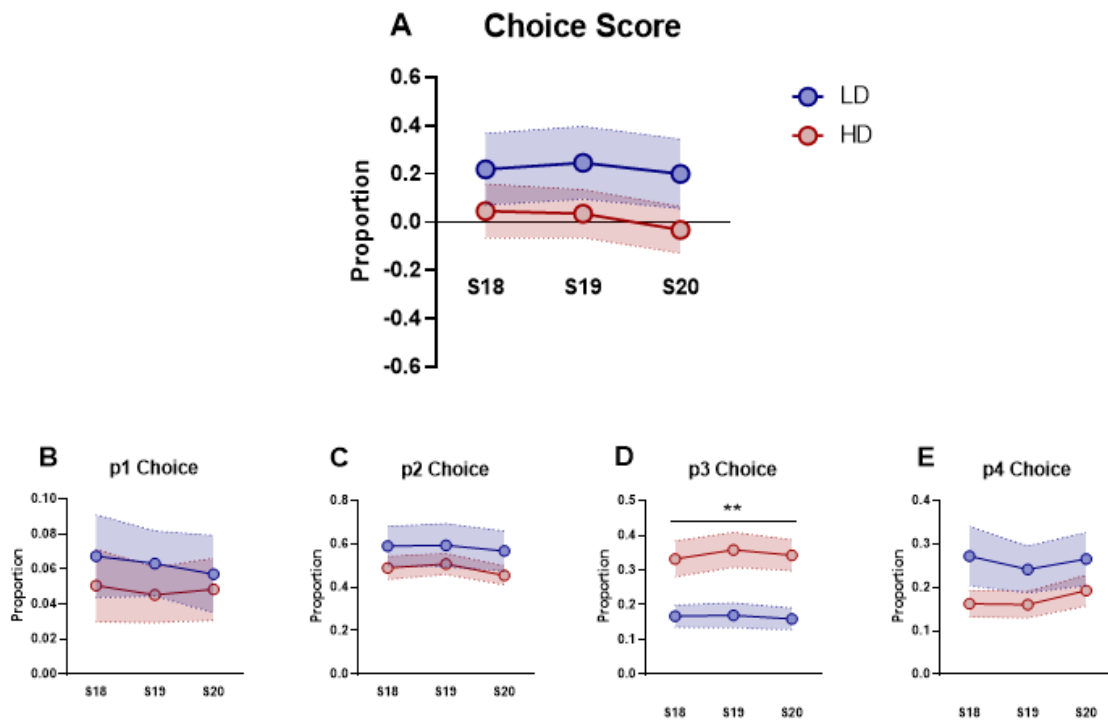 A Choice Score
LD
HD
Proportion
0.6
0.4
0.2
0.0
-0.2
-0.4
-0.6
S18 S19 S20
B p1 Choice
Proportion
0.10
0.08
0.06
0.04
0.02
0.00
S18 S19 S20
C p2 Choice
Proportion
0.8
0.6
0.4
0.2
0.0
S18 S19 S20
D p3 Choice
Proportion
0.5
0.4
0.3
0.2
0.1
0.0
**
S18 S19 S20
E p4 Choice
Proportion
0.4
0.3
0.2
0.1
0.0
S18 S19 S20